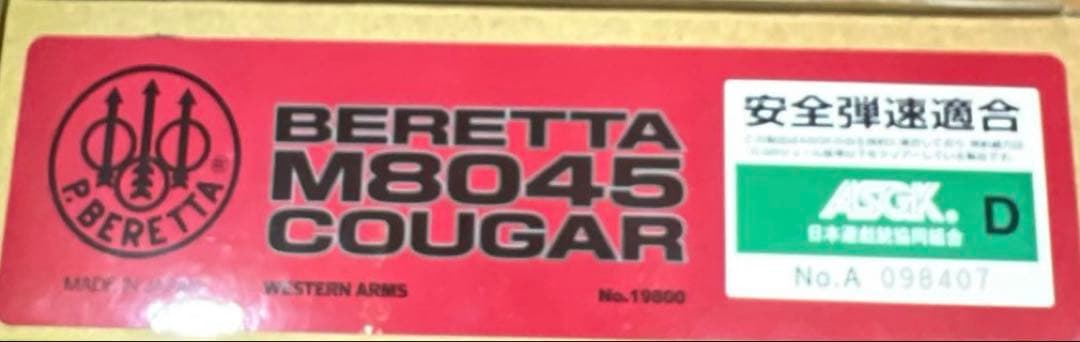 P. BERETTA
®
BERETTA
M8045
COUGAR
MADE IN JAPAN
WESTERN ARMS
No.19800
安全弾速適合
ASGK.
D
日本遊戯銃協同組合
No.A 098407